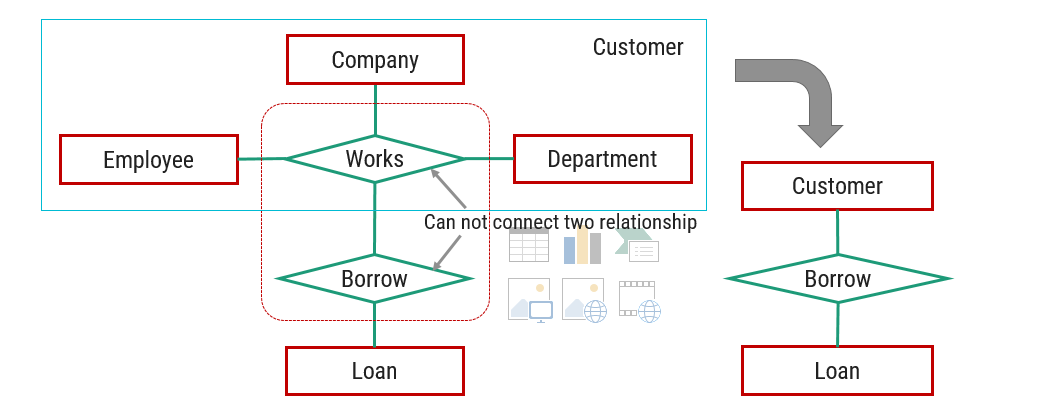 Customer
Company
Employee
Works
Department
Customer
Can not connect two relationship
Borrow
Borrow
Loan
Loan